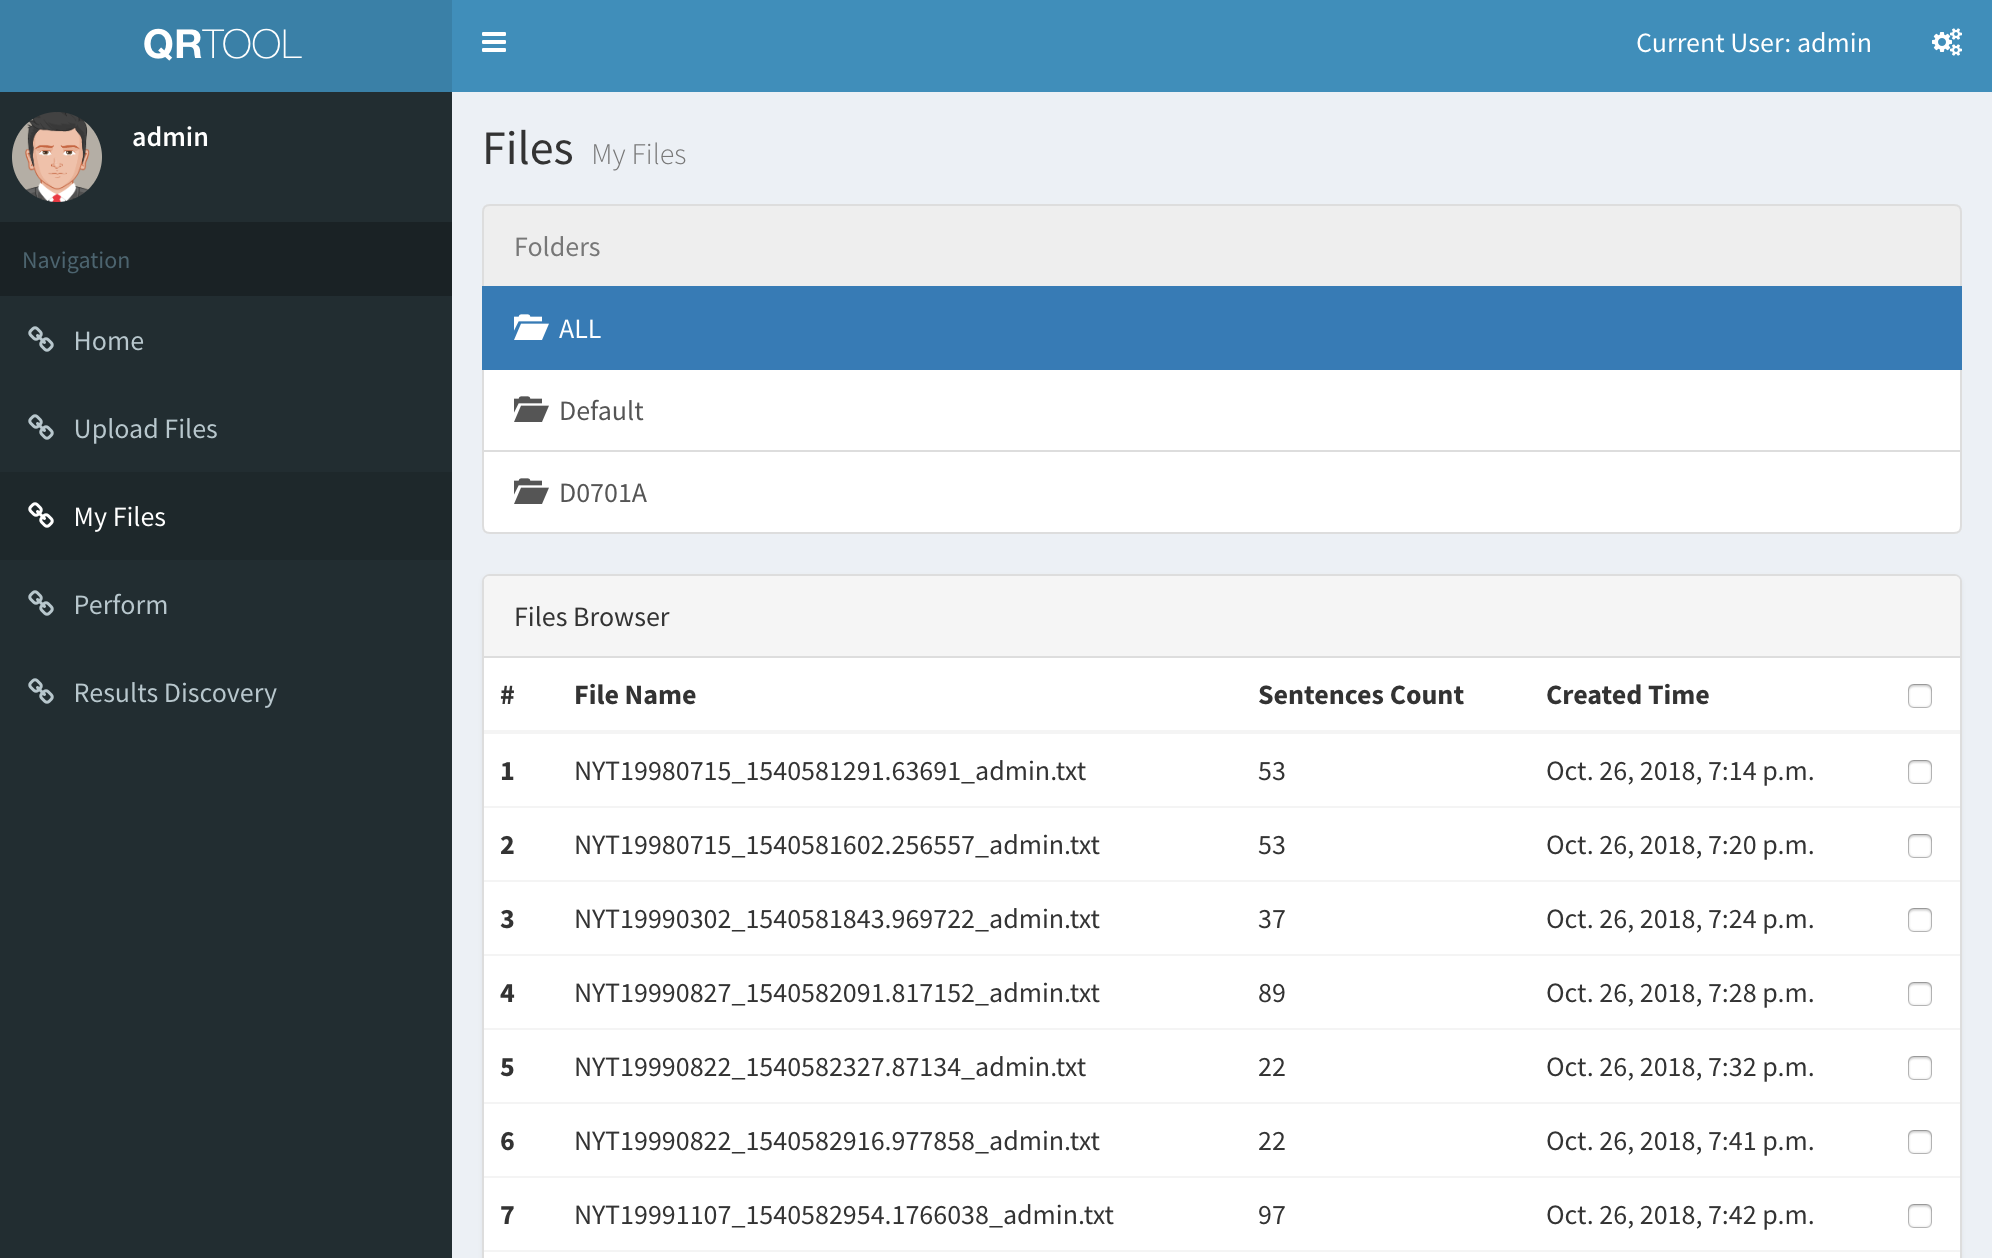 QRTOOL
Current User: admin
admin
Navigation
Home
Upload Files
My Files
Perform
Results Discovery
Files My Files
Folders
ALL
Default
D0701A
Files Browser
# File Name Sentences Count Created Time
1 NYT19980715_1540581291.63691_admin.txt 53 Oct. 26, 2018, 7:14 p.m.
2 NYT19980715_1540581602.256557_admin.txt 53 Oct. 26, 2018, 7:20 p.m.
3 NYT19990302_1540581843.969722_admin.txt 37 Oct. 26, 2018, 7:24 p.m.
4 NYT19990827_1540582091.817152_admin.txt 89 Oct. 26, 2018, 7:28 p.m.
5 NYT19990822_1540582327.87134_admin.txt 22 Oct. 26, 2018, 7:32 p.m.
6 NYT19990822_1540582916.977858_admin.txt 22 Oct. 26, 2018, 7:41 p.m.
7 NYT19991107_1540582954.1766038_admin.txt 97 Oct. 26, 2018, 7:42 p.m.